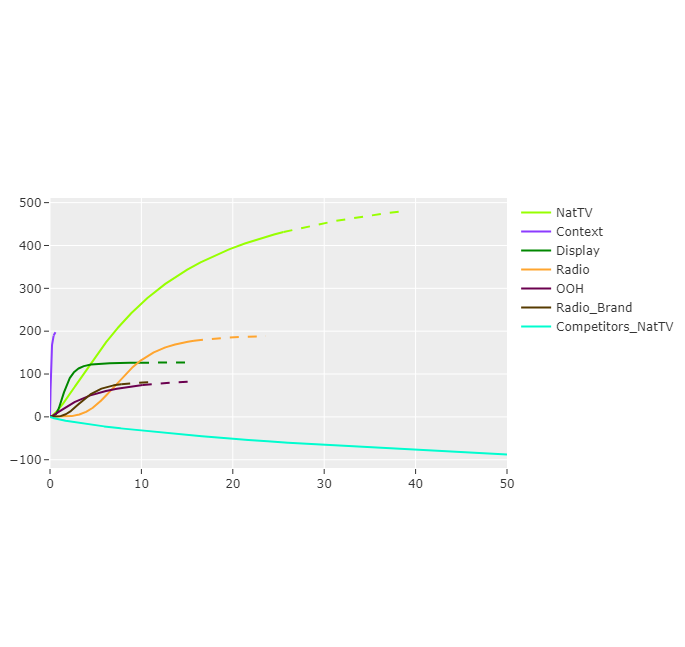 500
400
300
200
100
0
−100
0 10 20 30 40 50
NatTV
Context
Display
Radio
OOH
Radio_Brand
Competitors_NatTV